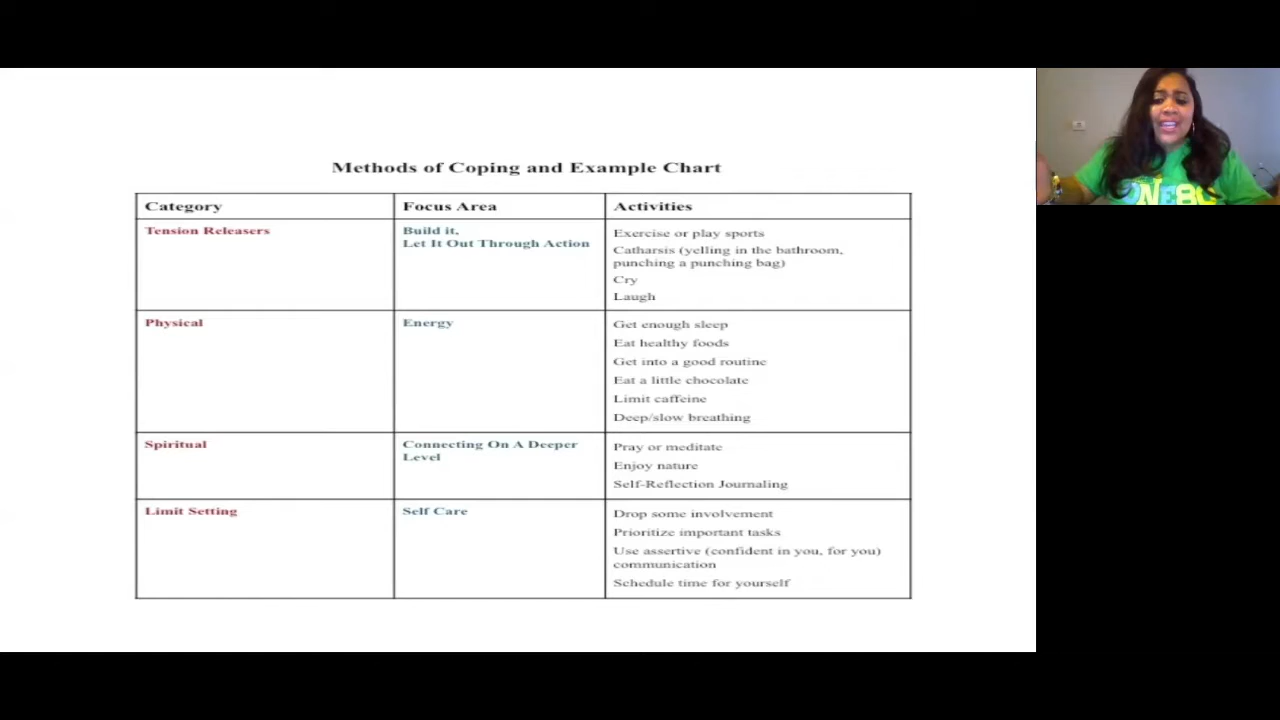 Methods of Coping and Example Chart
Category Focus Area Activities
Tension Releasers
Build it,
Let It Out Through Action
Exercise or play sports
Catharsis (yelling in the bathroom,
punching a punching bag)
Cry
Laugh
Physical
Energy
Get enough sleep
Eat healthy foods
Get into a good routine
Eat a little chocolate
Limit caffeine
Deep/slow breathing
Spiritual
Connecting On A Deeper
Level
Pray or meditate
Enjoy nature
Self-Reflection Journaling
Limit Setting
Self Care
Drop some involvement
Prioritize important tasks
Use assertive (confident in you, for you)
communication
Schedule time for yourself